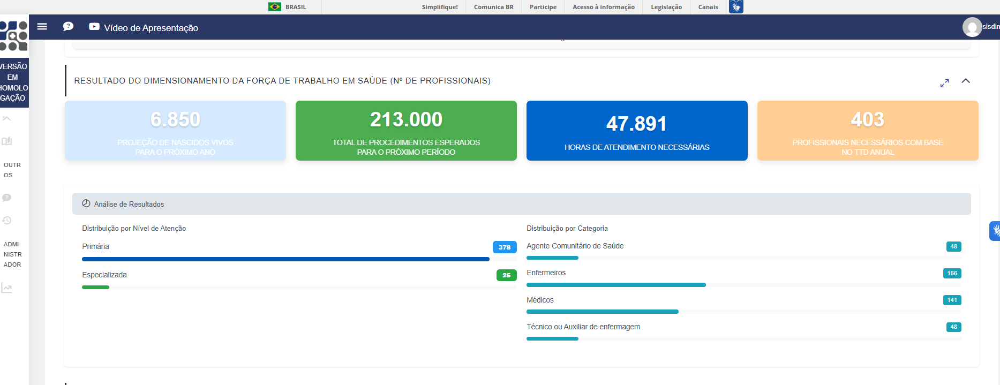 BRASIL
Simplifique!
Comunica BR
Participe
Acesso à informação
Legislação
Canais
Vídeo de Apresentação
VERSÃO
EM
HOMOLO
GAÇÃO
OUTR
OS
ADMI
NISTR
ADOR
RESULTADO DO DIMENSIONAMENTO DA FORÇA DE TRABALHO EM SAÚDE (Nº DE PROFISSIONAIS)
6.850
PROJEÇÃO DE NASCIDOS VIVOS
PARA O PRÓXIMO ANO
213.000
TOTAL DE PROCEDIMENTOS ESPERADOS
PARA O PRÓXIMO PERÍODO
47.891
HORAS DE ATENDIMENTO NECESSÁRIAS
403
PROFISSIONAIS NECESSÁRIOS COM BASE
NO TTD ANUAL
Análise de Resultados
Distribuição por Nível de Atenção
Primária
378
Especializada
25
Distribuição por Categoria
Agente Comunitário de Saúde
48
Enfermeiros
166
Médicos
141
Técnico ou Auxiliar de enfermagem
48